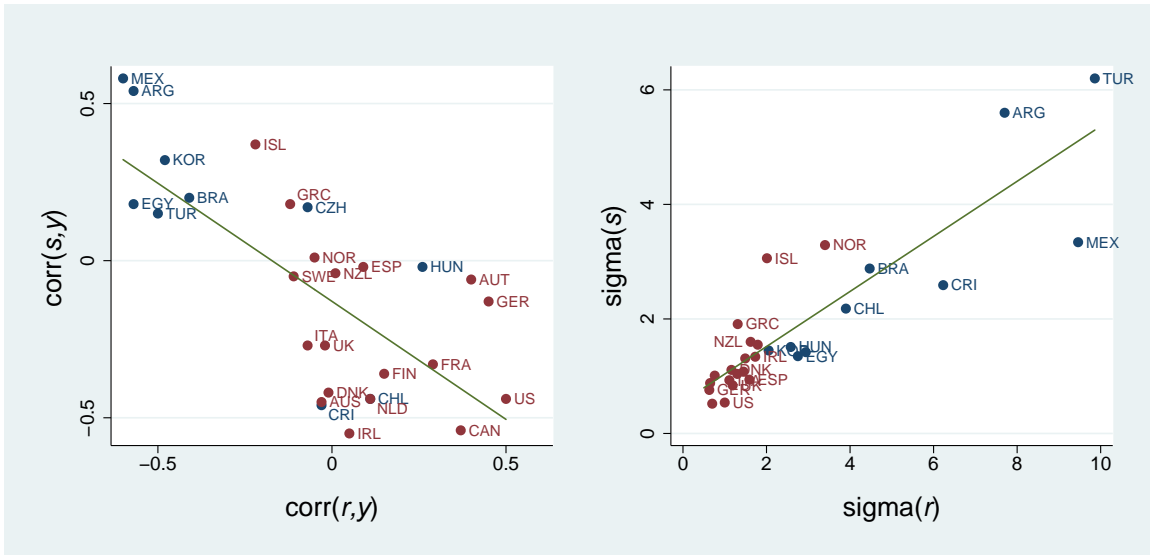 MEX
ARG
ISL
KOR
GRC
BRA
EGY
CZH
TUR
NOR
ESP
HUN
SWE
NZL
AUT
GER
ITA
UK
FRA
FIN
DNK
CHL
US
AUS
NLD
CRI
IRL
CAN
0.5
0
−0.5
corr(s,y)
−0.5
0
0.5
corr(r,y)
TUR
ARG
NOR
MEX
ISL
BRA
CRI
CHL
GRC
NZL
HUN
KOR
IRL
EGY
DNK
ESP
UK
GER
US
6
4
2
0
sigma(s)
0
2
4
6
8
10
sigma(r)